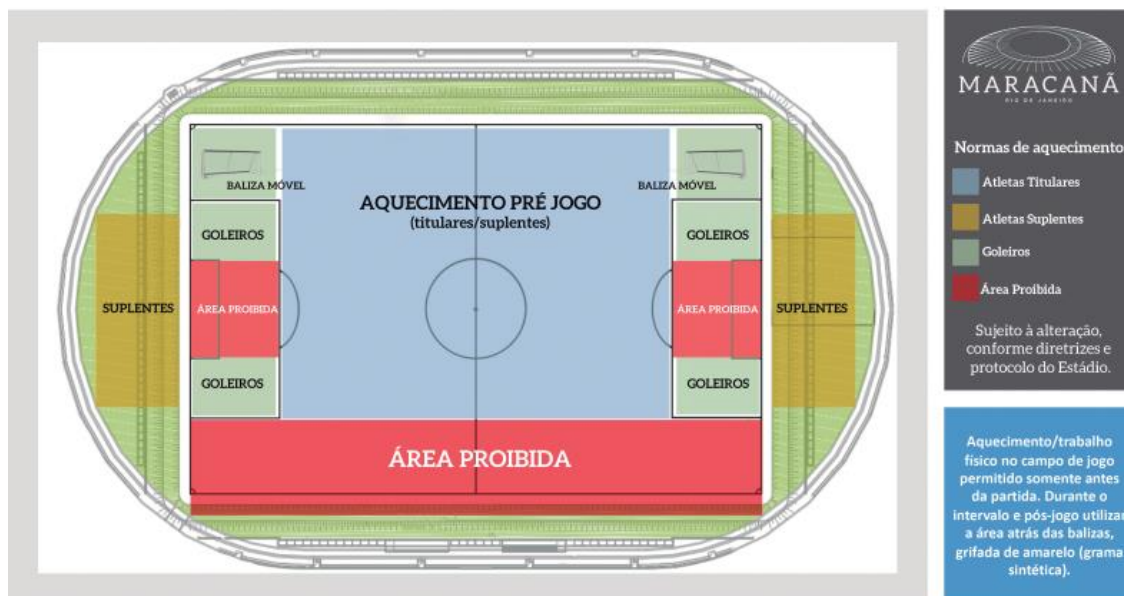 BALIZA MÓVEL
BALIZA MÓVEL
AQUECIMENTO PRÉ JOGO
(titulares/suplentes)
GOLEIROS
GOLEIROS
SUPLENTES
ÁREA PROIBIDA
ÁREA PROIBIDA
SUPLENTES
GOLEIROS
GOLEIROS
ÁREA PROIBIDA
MARACANÃ
RIO DE JANEIRO
Normas de aquecimento
Atletas Titulares
Atletas Suplentes
Goleiros
Área Proibida
Sujeito à alteração,
conforme diretrizes e
protocolo do Estádio.
Aquecimento/trabalho
físico no campo de jogo
permitido somente antes
da partida. Durante o
intervalo e pós-jogo utilizar
a área atrás das balizas,
grifada de amarelo (grama
sintética).